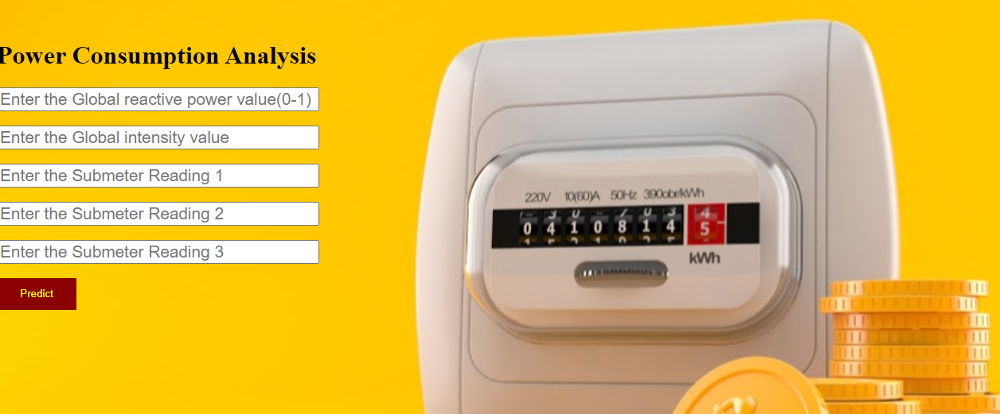 Power Consumption Analysis
Enter the Global reactive power value(0-1)
Enter the Global intensity value
Enter the Submeter Reading 1
Enter the Submeter Reading 2
Enter the Submeter Reading 3
Predict
220V 10(60)A 50Hz 390obr/kWh
0 4 1 0 8 1 4 5
kWh